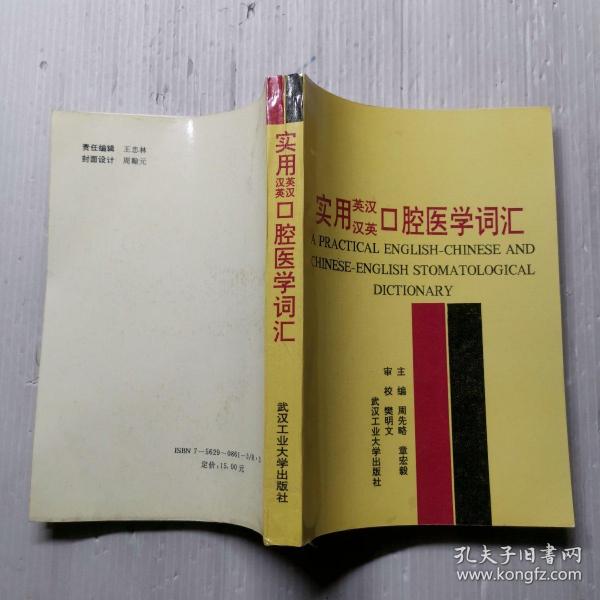 责任编辑 王忠林
封面设计 周翰元
ISBN 7-5629-0861-3/R·3
定价:15.00元
实用英汉汉英口腔医学词汇
武汉工业大学出版社
实用英汉汉英口腔医学词汇
A PRACTICAL ENGLISH-CHINESE AND
CHINESE-ENGLISH STOMATOLOGICAL
DICTIONARY
主编 周先略 章宏毅
审校 樊明文
武汉工业大学出版社
孔夫子旧书网
www.kongfz.com